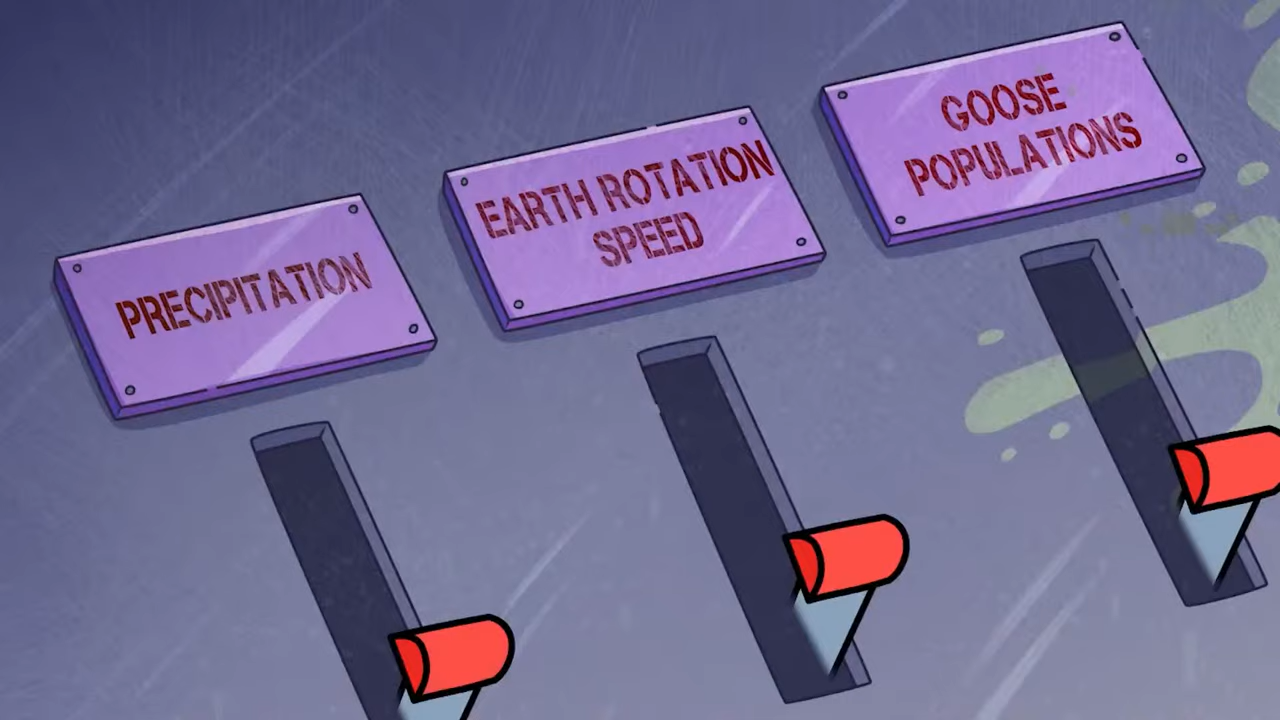 PRECIPITATION
EARTH ROTATION
SPEED
GOOSE
POPULATIONS